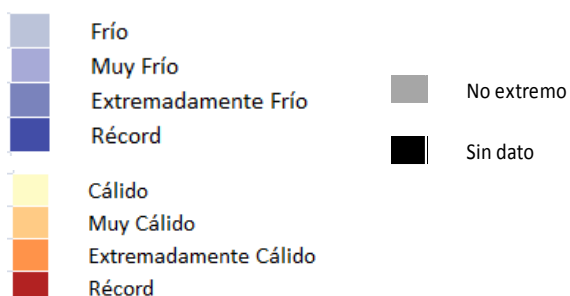 Frío
Muy Frío
Extremadamente Frío
Récord
No extremo
Sin dato
Cálido
Muy Cálido
Extremadamente Cálido
Récord